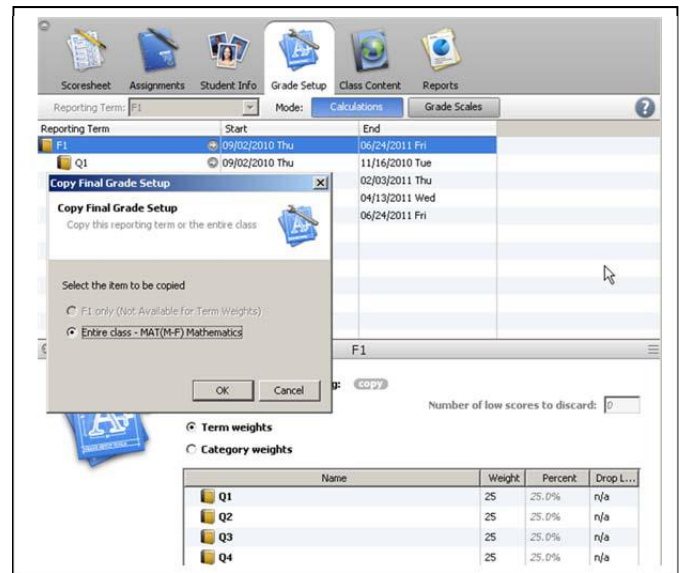 Scoresheet Assignments Student Info Grade Setup Class Content Reports
Reporting Term: F1 Mode: Calculations Grade Scales ?
Reporting Term Start End
F1 09/02/2010 Thu 06/24/2011 Fri
Q1 09/02/2010 Thu 11/16/2010 Tue
02/03/2011 Thu
04/13/2011 Wed
06/24/2011 Fri
Copy Final Grade Setup
Copy Final Grade Setup
Copy this reporting term or the entire class
Select the item to be copied
F1 only (Not Available for Term Weights)
Entire class - MAT(M-F) Mathematics
OK Cancel
F1
g: copy
Number of low scores to discard: 0
Term weights
Category weights
Name Weight Percent Drop L...
Q1 25 25.0% n/a
Q2 25 25.0% n/a
Q3 25 25.0% n/a
Q4 25 25.0% n/a